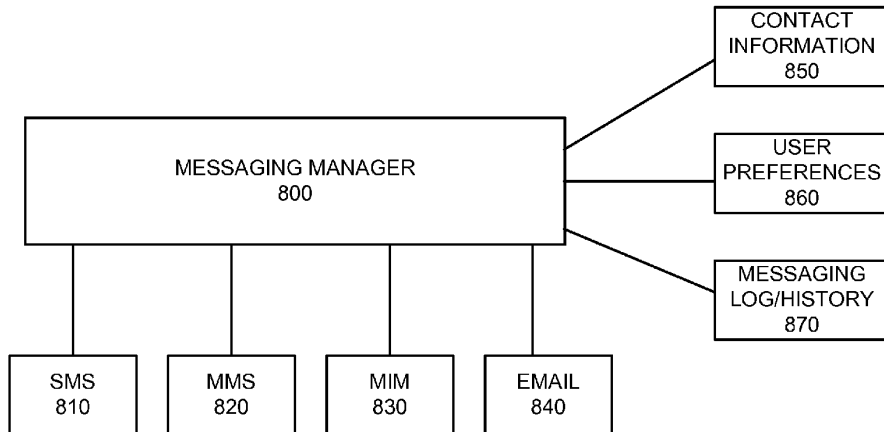 CONTACT
INFORMATION
850
MESSAGING MANAGER
800
USER
PREFERENCES
860
MESSAGING
LOG/HISTORY
870
SMS
810
MMS
820
MIM
830
EMAIL
840